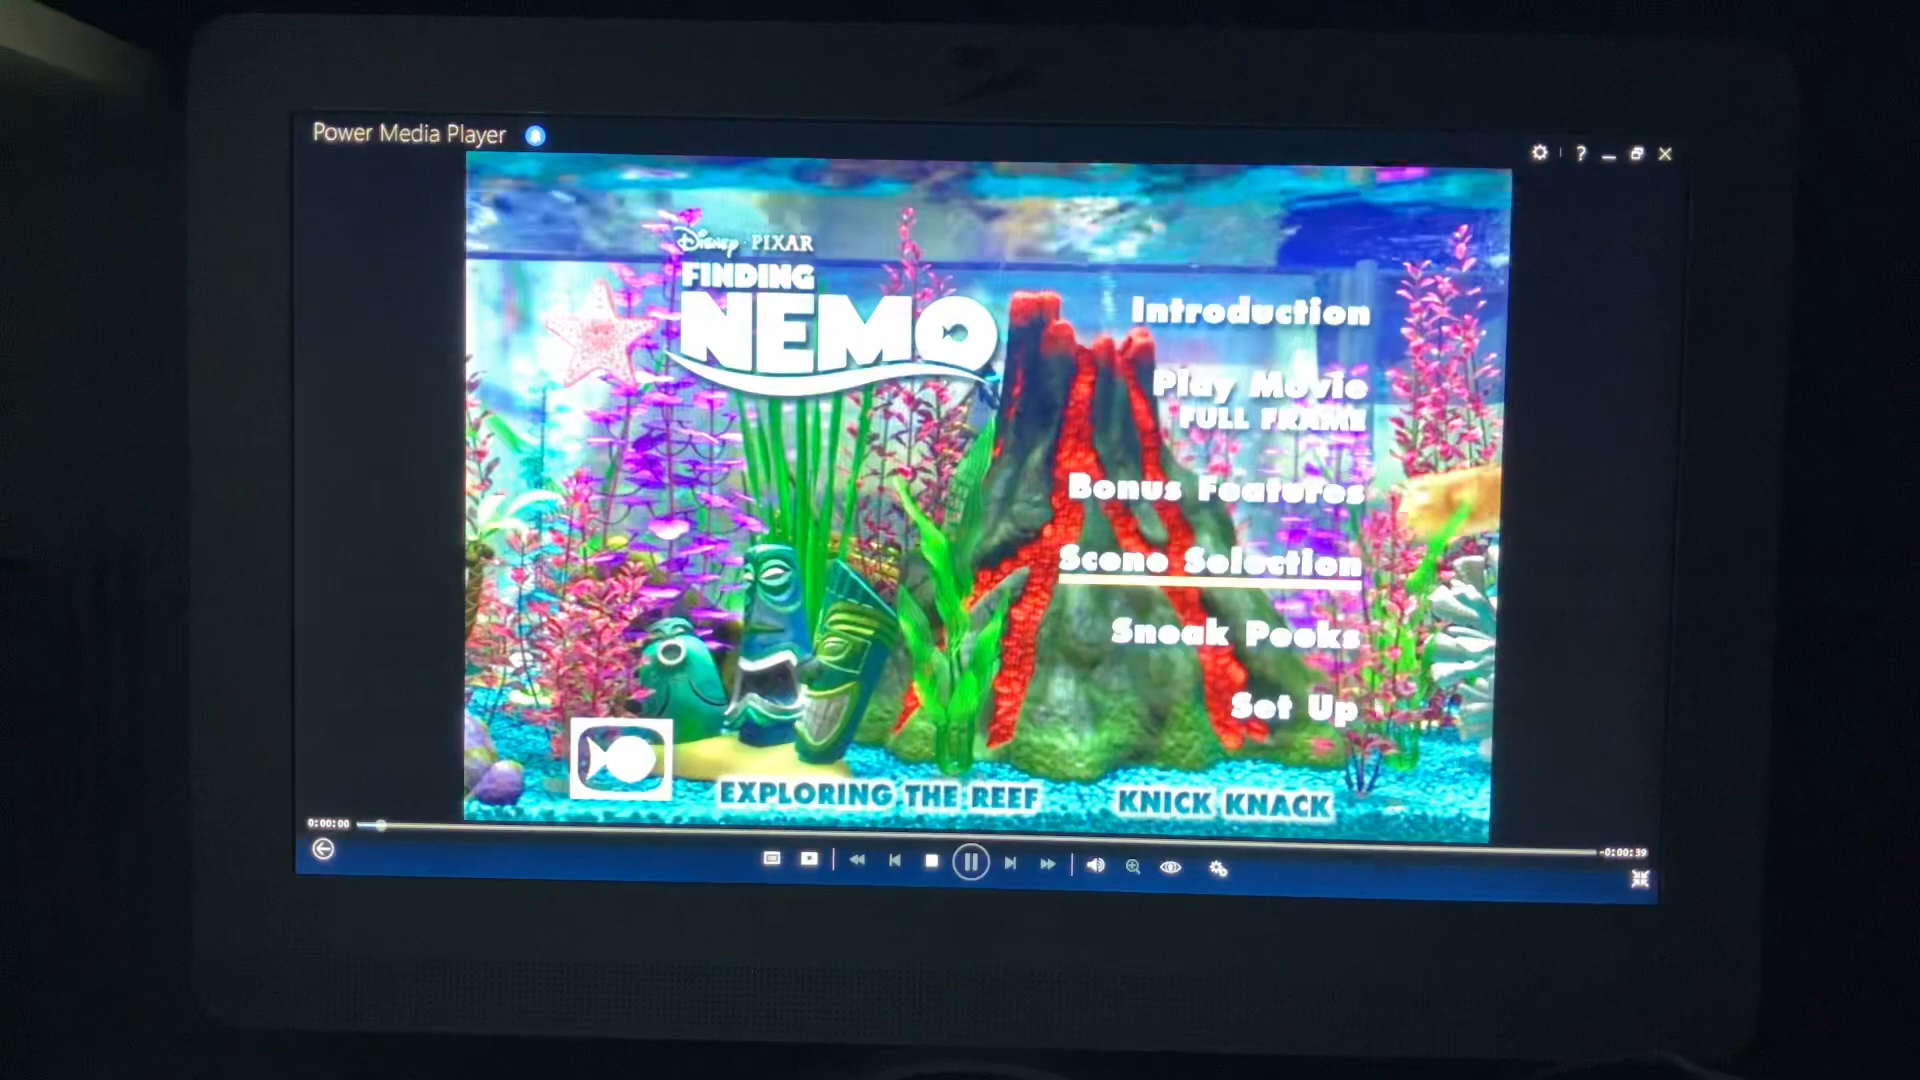 Power Media Player
?
Disney · PIXAR
FINDING
NEMO
Introduction
Play Movie
FULL FRAME
Bonus Features
Scene Selection
Sneak Peeks
Set Up
EXPLORING THE REEF
KNICK KNACK
0:00:00
-0:00:39